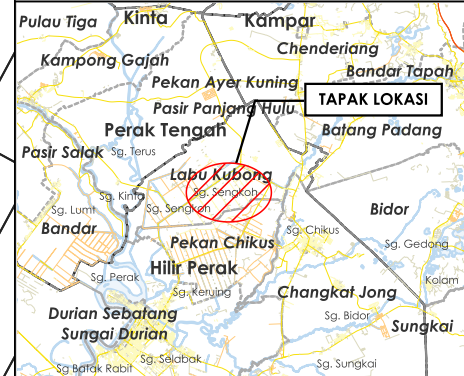 Pulau Tiga
Kinta
Kampar
Chenderiang
Kampong Gajah
Bandar Tapah
Pekan Ayer Kuning
TAPAK LOKASI
Pasir Panjang Hulu
Perak Tengah
Batang Padang
Pasir Salak
Sg. Terus
Labu Kubong
Sg. Sengkoh
Sg. Kinta
Sg. Lumt
Sg. Sengkoh
Bidor
Bandar
Sg. Chikus
Pekan Chikus
Sg. Gedong
Hilir Perak
Sg. Perak
Kolam
Sg. Keruing
Changkat Jong
Durian Sebatang
Sg. Bidor
Sungai Durian
Sungkai
Sg. Selabak
Sg Batak Rabit
Sg. Sungkai